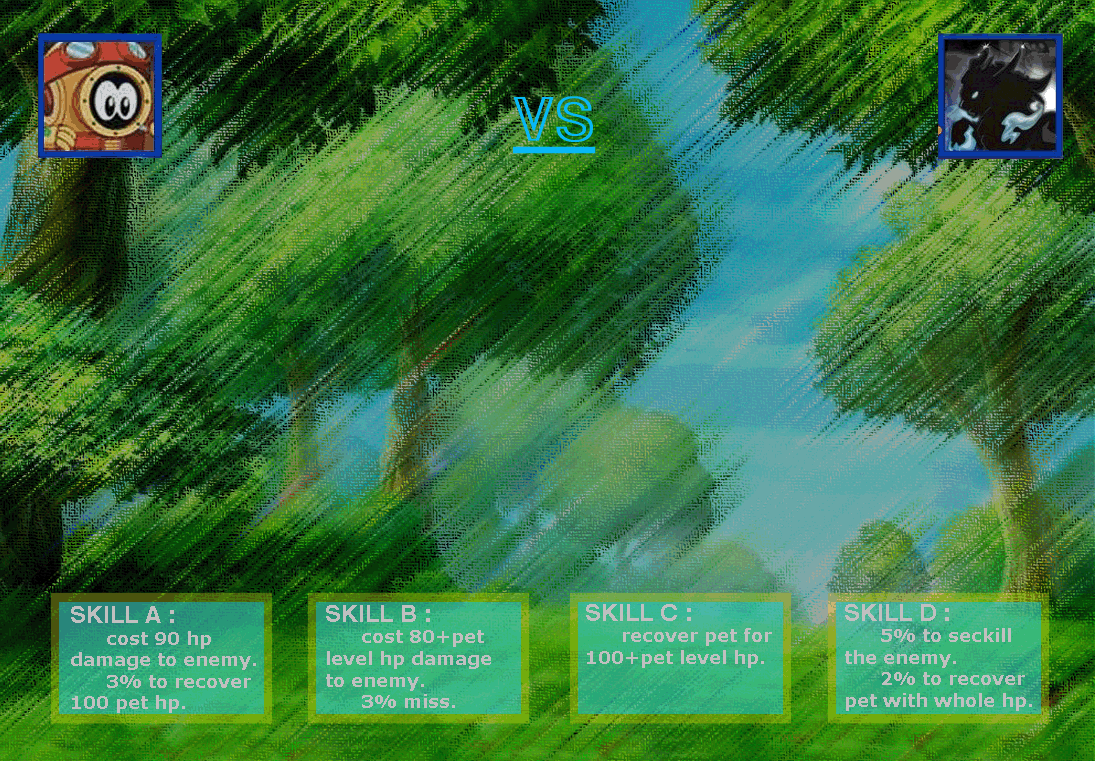 VS
SKILL A :
cost 90 hp
damage to enemy.
3% to recover
100 pet hp.
SKILL B :
cost 80+pet
level hp damage
to enemy.
3% miss.
SKILL C :
recover pet for
100+pet level hp.
SKILL D :
5% to seckill
the enemy.
2% to recover
pet with whole hp.